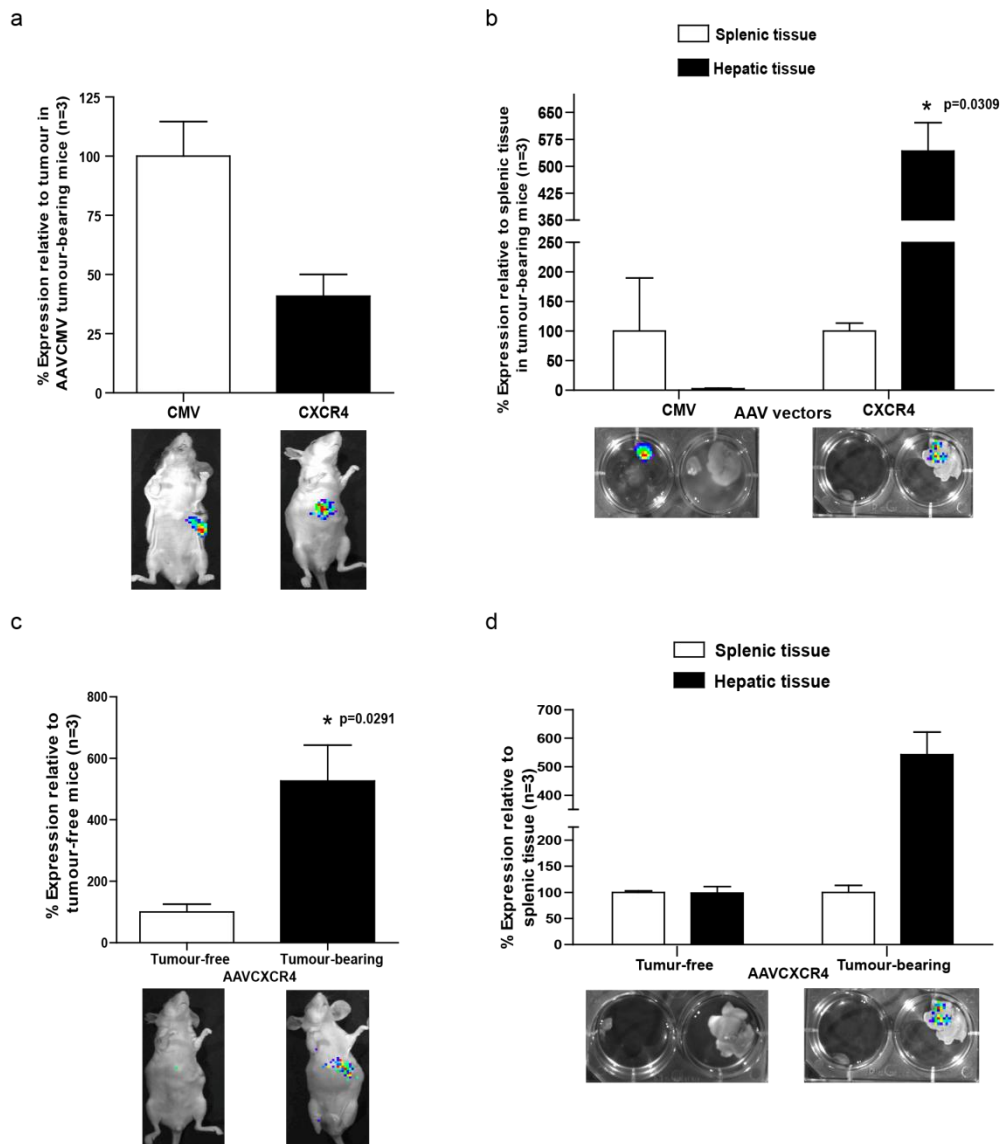 a
% Expression relative to tumour in
AAVCMV tumour-bearing mice (n=3)
125
100
75
50
25
0
CMV
CXCR4
b
Splenic tissue
Hepatic tissue
% Expression relative to splenic tissue
in tumour-bearing mice (n=3)
650
575
500
425
350
250
200
150
100
50
0
* p=0.0309
CMV
AAV vectors
CXCR4
c
% Expression relative to
tumour-free mice (n=3)
800
600
400
200
0
* p=0.0291
Tumour-free
Tumour-bearing
AAVCXCR4
d
Splenic tissue
Hepatic tissue
% Expression relative to
splenic tissue (n=3)
700
600
500
400
200
150
100
50
0
Tumur-free
AAVCXCR4
Tumour-bearing